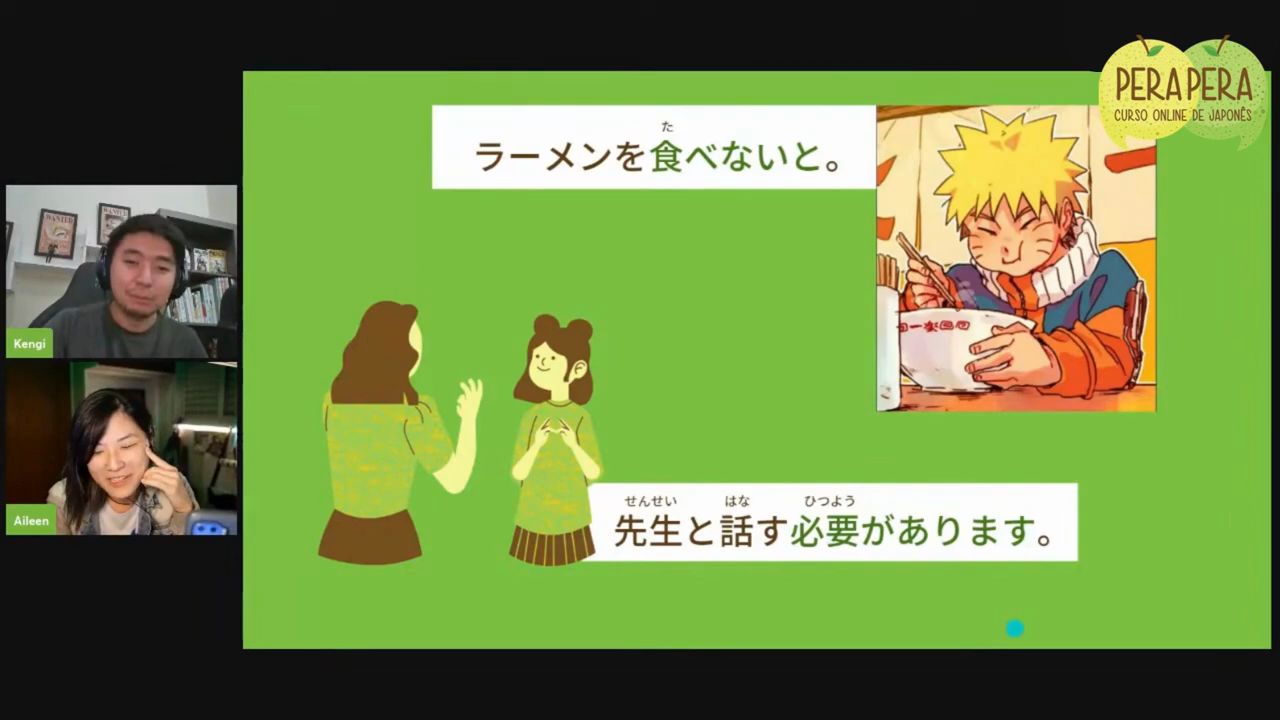 PERA PERA
CURSO ONLINE DE JAPONÊS
た
ラーメンを食べないと。
WANTED
WANTED
Kengi
Aileen
せんせい はな ひつよう
先生と話す必要があります。